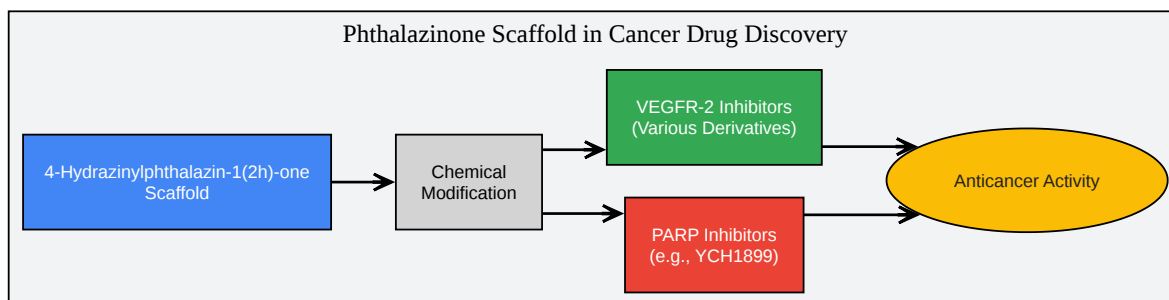 Phthalazinone Scaffold in Cancer Drug Discovery
4-Hydrazinylphthalazin-1(2h)-one
Scaffold
Chemical
Modification
VEGFR-2 Inhibitors
(Various Derivatives)
PARP Inhibitors
(e.g., YCH1899)
Anticancer Activity